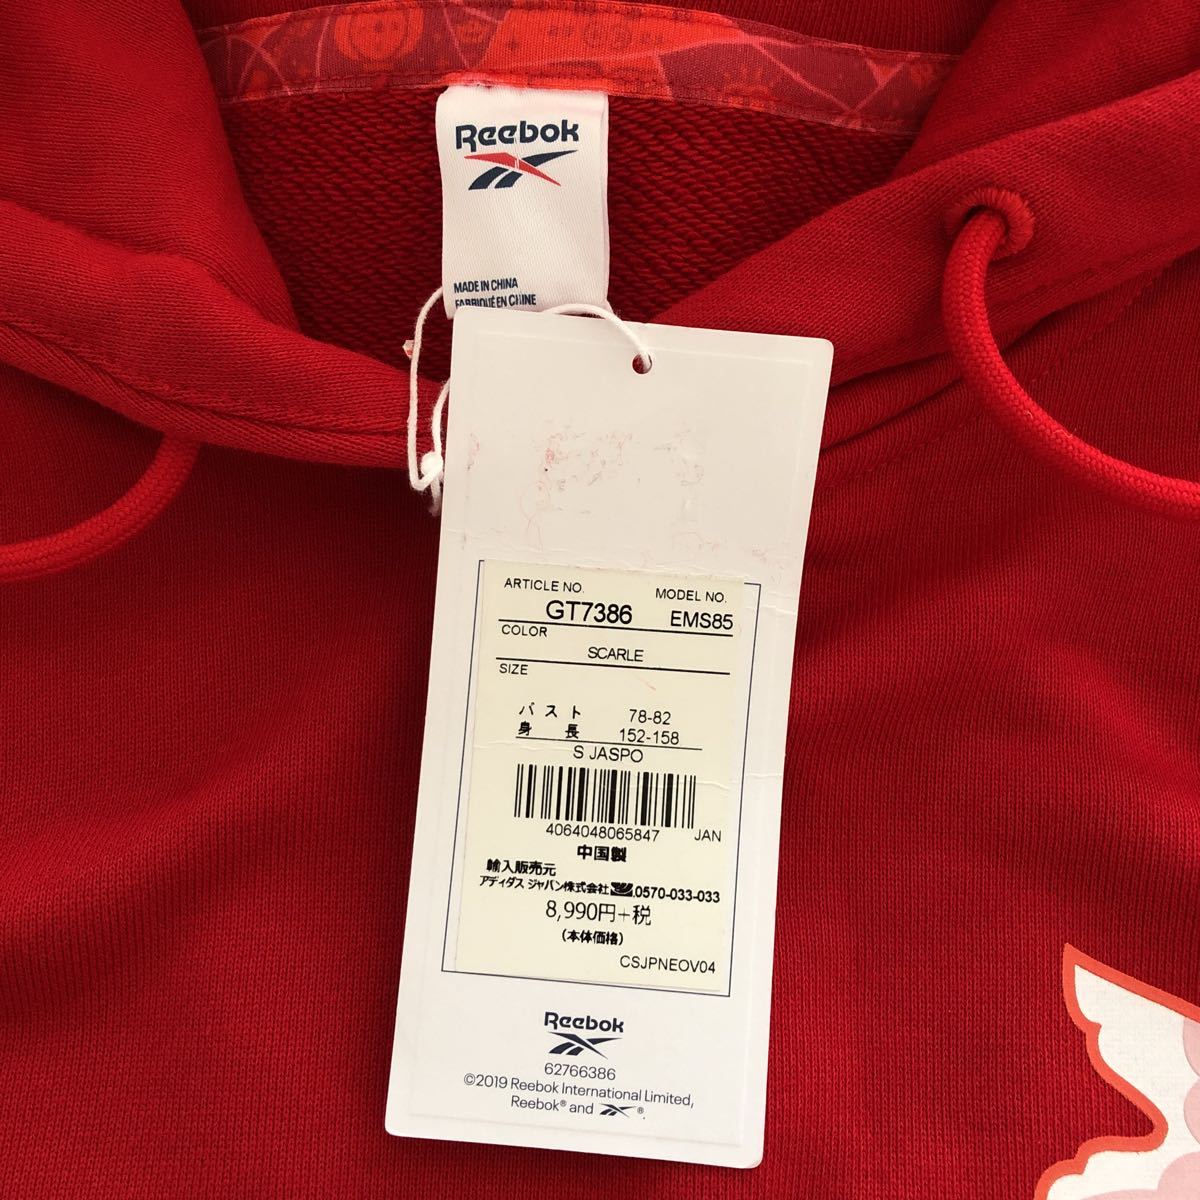 Reebok
MADE IN CHINA
FABRIQUÉ EN CHINE
ARTICLE NO. MODEL NO.
GT7386 EMS85
COLOR
SCARLE
SIZE
バスト 78-82
身長 152-158
S JASPO
4064048065847 JAN
中国製
輸入販売元
アディダス ジャパン株式会社 0570-033-033
8,990円+税
(本体価格)
CSJPNEOV04
Reebok
62766386
©2019 Reebok International Limited,
Reebok® and ®.